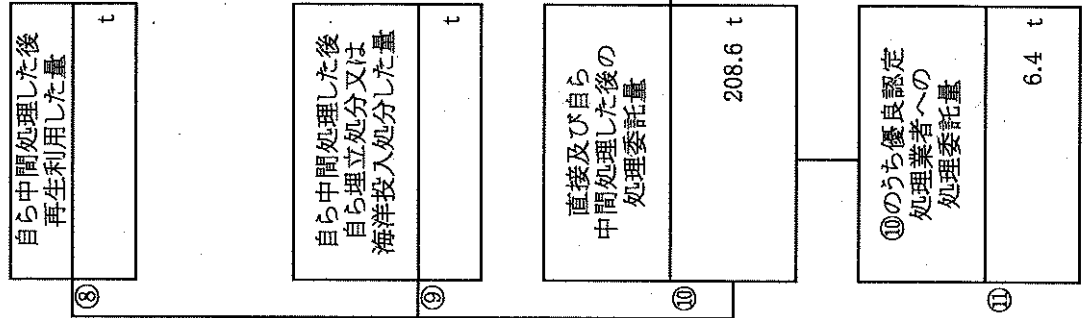 ⑧
自ら中間処理した後
再生利用した量
t
⑨
自ら中間処理した後
自ら埋立処分又は
海洋投入処分した量
t
⑩
直接及び自ら
中間処理した後の
処理委託量
208.6 t
⑪
⑩のうち優良認定
処理業者への
処理委託量
6.4 t